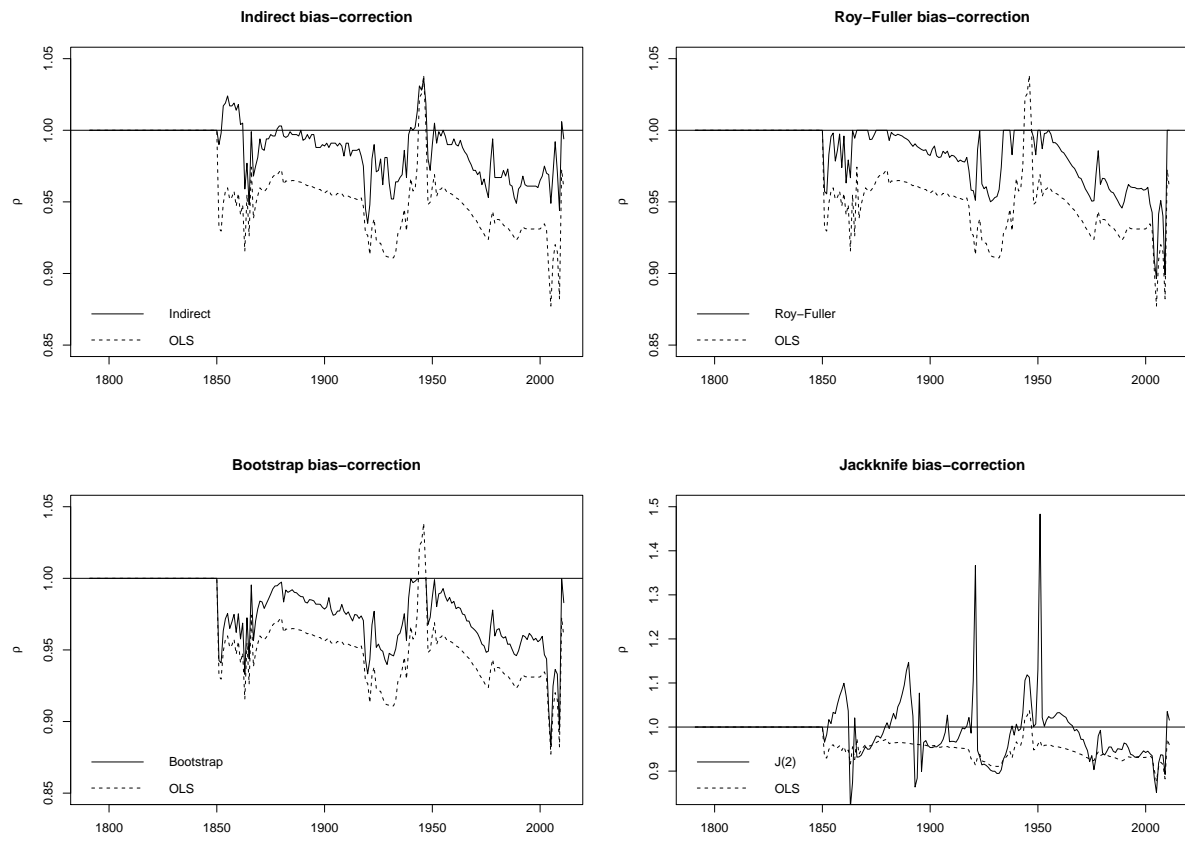 Indirect bias−correction
ρ
1.05
1.00
0.95
0.90
0.85
Indirect
OLS
1800 1850 1900 1950 2000
Roy−Fuller bias−correction
ρ
1.05
1.00
0.95
0.90
0.85
Roy−Fuller
OLS
1800 1850 1900 1950 2000
Bootstrap bias−correction
ρ
1.05
1.00
0.95
0.90
0.85
Bootstrap
OLS
1800 1850 1900 1950 2000
Jackknife bias−correction
ρ
1.5
1.4
1.3
1.2
1.1
1.0
0.9
J(2)
OLS
1800 1850 1900 1950 2000